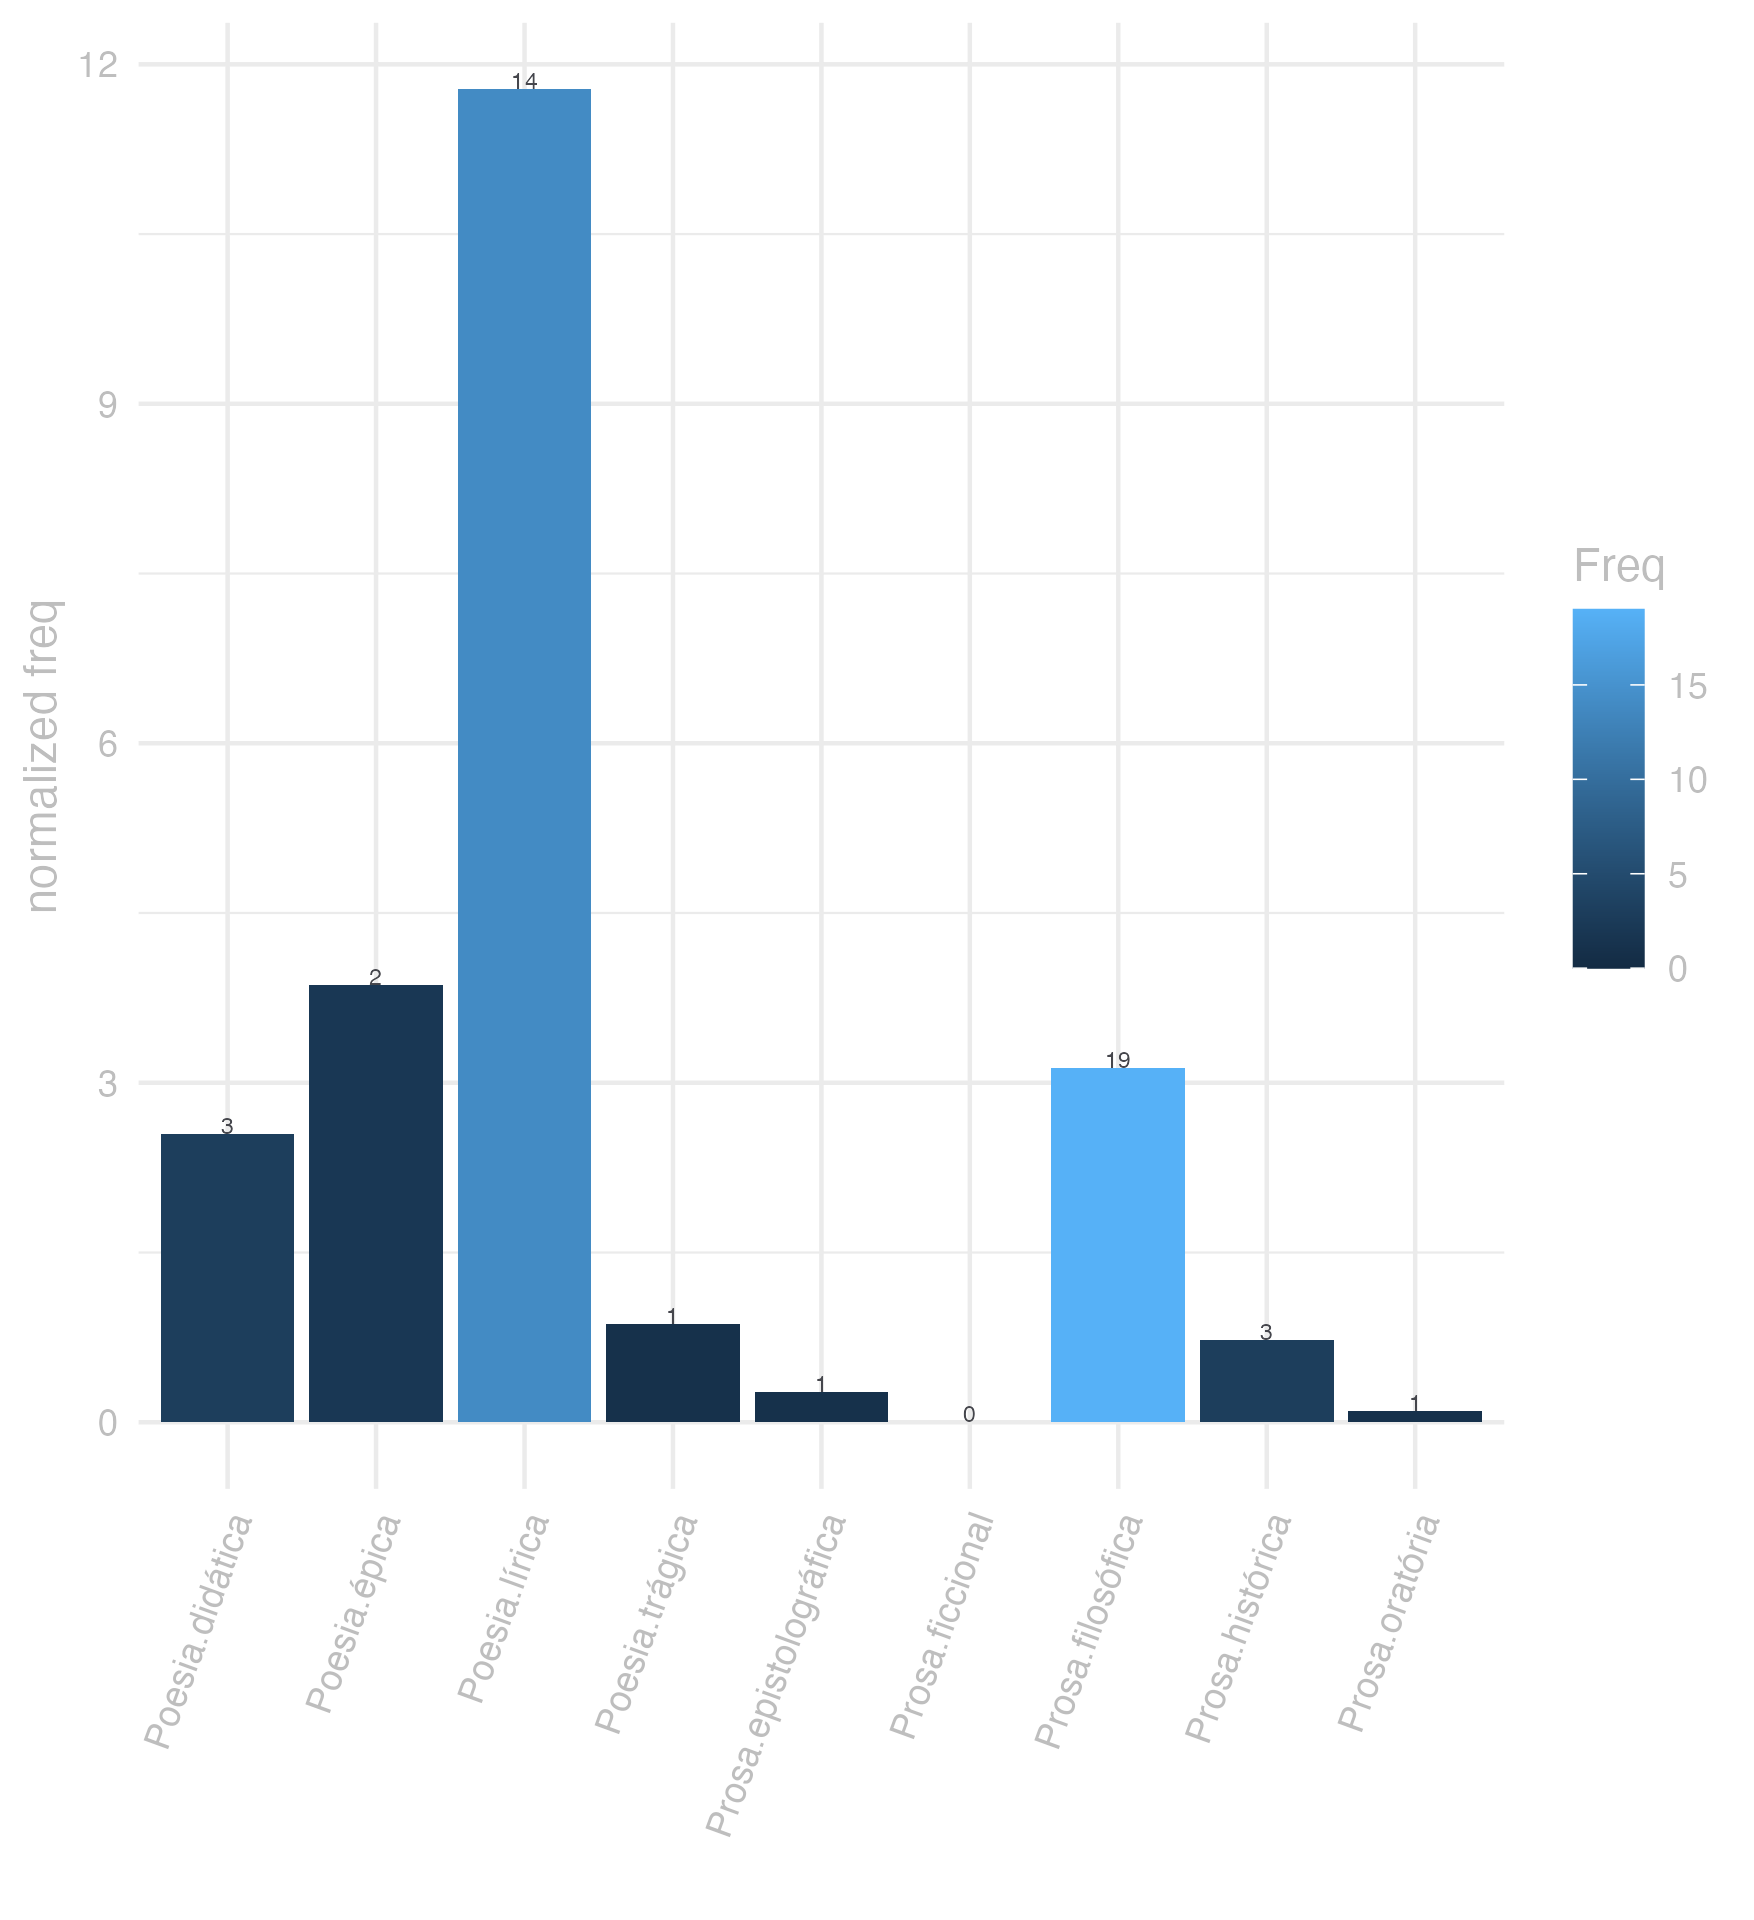 normalized freq
12
9
6
3
0
14
2
3
1
1
0
19
3
1
Poesia.didática
Poesia.épica
Poesia.lírica
Poesia.trágica
Prosa.epistolográfica
Prosa.ficcional
Prosa.filosófica
Prosa.histórica
Prosa.oratória
Freq
15
10
5
0